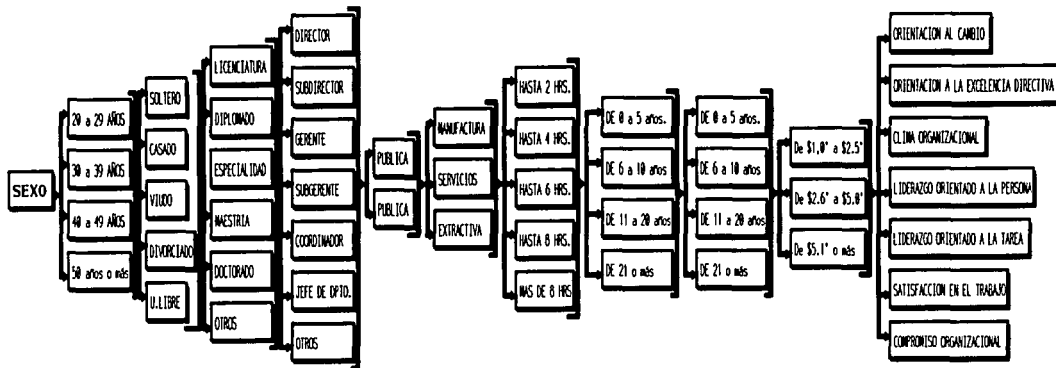 SEXO
20 a 29 AÑOS
30 a 39 AÑOS
40 a 49 AÑOS
50 años o más
SOLTERO
CASADO
VIUDO
DIVORCIADO
U.LIBRE
LICENCIATURA
DIPLOMADO
ESPECIALIDAD
MAESTRIA
DOCTORADO
OTROS
DIRECTOR
SUBDIRECTOR
GERENTE
SUBGERENTE
COORDINADOR
JEFE DE DPTO.
OTROS
PUBLICA
PUBLICA
MANUFACTURA
SERVICIOS
EXTRACTIVA
HASTA 2 HRS.
HASTA 4 HRS.
HASTA 6 HRS.
HASTA 8 HRS.
MAS DE 8 HRS
DE 0 a 5 años.
DE 6 a 10 años
DE 11 a 20 años
DE 21 o más
DE 0 a 5 años.
DE 6 a 10 años
DE 11 a 20 años
DE 21 o más
De $1,0" a $2.5"
De $2.6" a $5.0"
De $5.1" o más
ORIENTACION AL CAMBIO
ORIENTACION A LA EXCELENCIA DIRECTIVA
CLIMA ORGANIZACIONAL
LIDERAZGO ORIENTADO A LA PERSONA
LIDERAZGO ORIENTADO A LA TAREA
SATISFACCION EN EL TRABAJO
COMPROMISO ORGANIZACIONAL